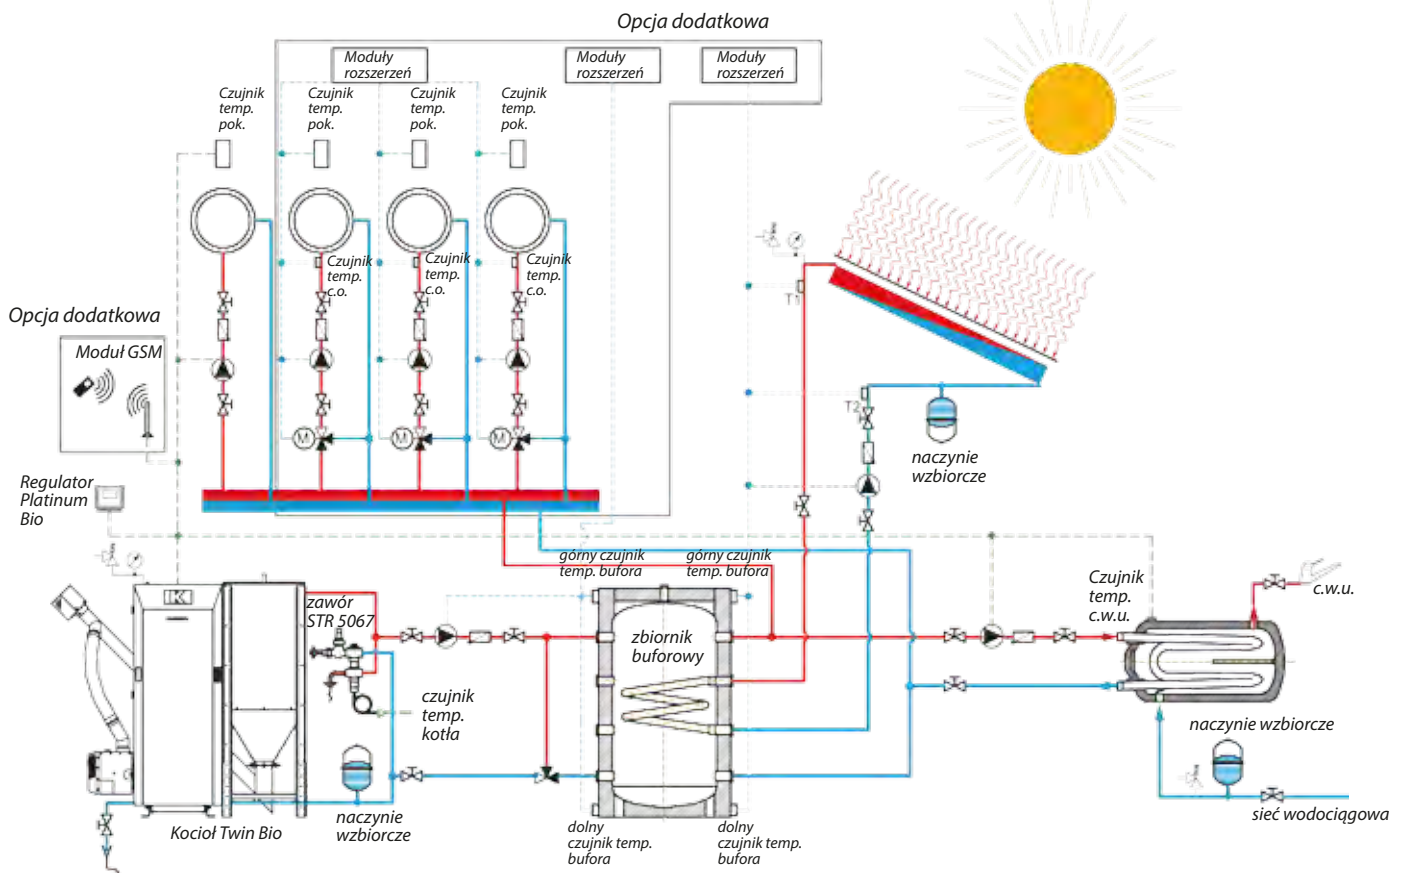 Opcja dodatkowa
Moduły
rozszerzeń
Moduły
rozszerzeń
Moduły
rozszerzeń
Czujnik
temp.
pok.
Czujnik
temp.
pok.
Czujnik
temp.
pok.
Czujnik
temp.
pok.
Czujnik
temp.
c.o.
Czujnik
temp.
c.o.
Czujnik
temp.
c.o.
T1
Opcja dodatkowa
Moduł GSM
T2
M
M
M
naczynie
wzbiorcze
Regulator
Platinum
Bio
górny czujnik
temp. bufora
górny czujnik
temp. bufora
Czujnik
temp.
c.w.u.
c.w.u.
K
zawór
STR 5067
zbiornik
buforowy
czujnik
temp.
kotła
naczynie wzbiorcze
Kocioł Twin Bio
naczynie
wzbiorcze
sieć wodociągowa
dolny
czujnik temp.
bufora
dolny
czujnik temp.
bufora